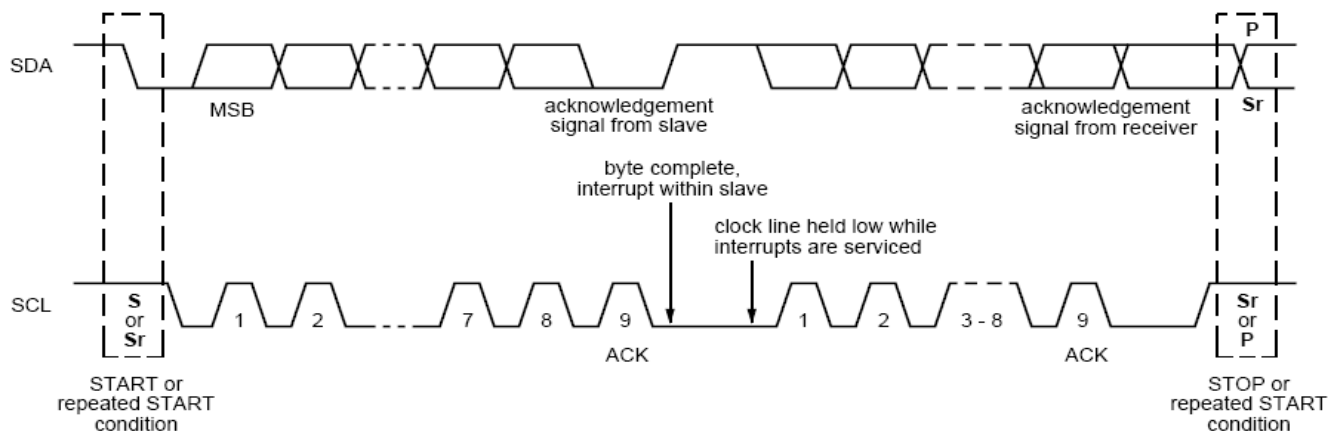 P
SDA
MSB
acknowledgement
signal from slave
acknowledgement
signal from receiver
Sr
byte complete,
interrupt within slave
clock line held low while
interrupts are serviced
SCL
S
or
Sr
1
2
7
8
9
1
2
3 - 8
9
Sr
or
P
ACK
ACK
START or
repeated START
condition
STOP or
repeated START
condition